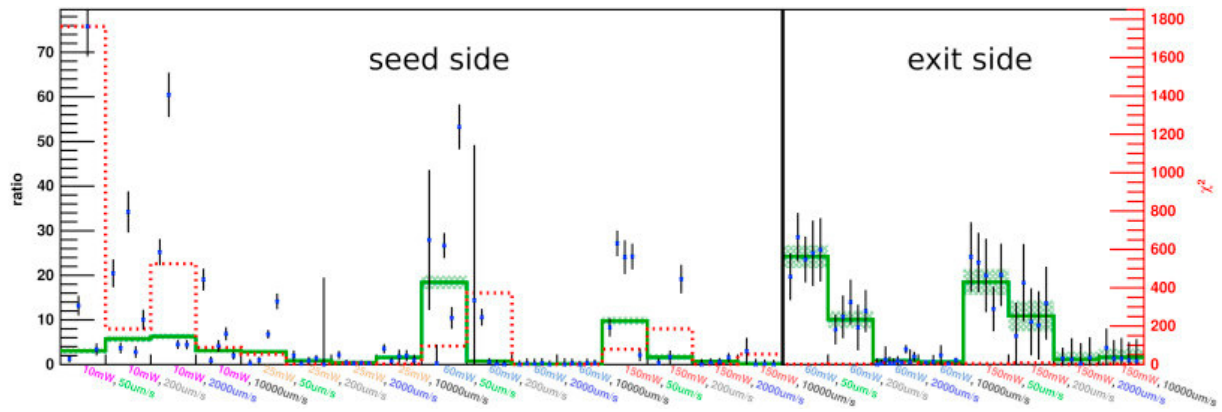 seed side
exit side
ratio
70
60
50
40
30
20
10
0
χ²
1800
1600
1400
1200
1000
800
600
400
200
0
10mW, 50um/s
10mW, 200um/s
10mW, 2000um/s
10mW, 10000um/s
25mW, 50um/s
25mW, 200um/s
25mW, 2000um/s
25mW, 10000um/s
60mW, 50um/s
60mW, 200um/s
60mW, 2000um/s
60mW, 10000um/s
150mW, 50um/s
150mW, 200um/s
150mW, 2000um/s
150mW, 10000um/s
60mW, 50um/s
60mW, 200um/s
60mW, 2000um/s
60mW, 10000um/s
150mW, 50um/s
150mW, 200um/s
150mW, 2000um/s
150mW, 10000um/s